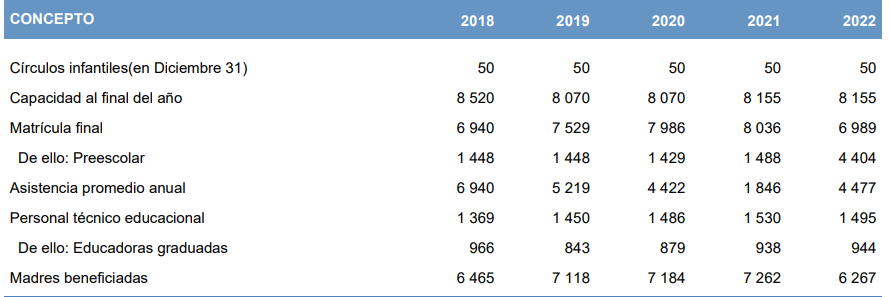 CONCEPTO 2018 2019 2020 2021 2022
Círculos infantiles(en Diciembre 31) 50 50 50 50 50
Capacidad al final del año 8 520 8 070 8 070 8 155 8 155
Matrícula final 6 940 7 529 7 986 8 036 6 989
De ello: Preescolar 1 448 1 448 1 429 1 488 4 404
Asistencia promedio anual 6 940 5 219 4 422 1 846 4 477
Personal técnico educacional 1 369 1 450 1 486 1 530 1 495
De ello: Educadoras graduadas 966 843 879 938 944
Madres beneficiadas 6 465 7 118 7 184 7 262 6 267